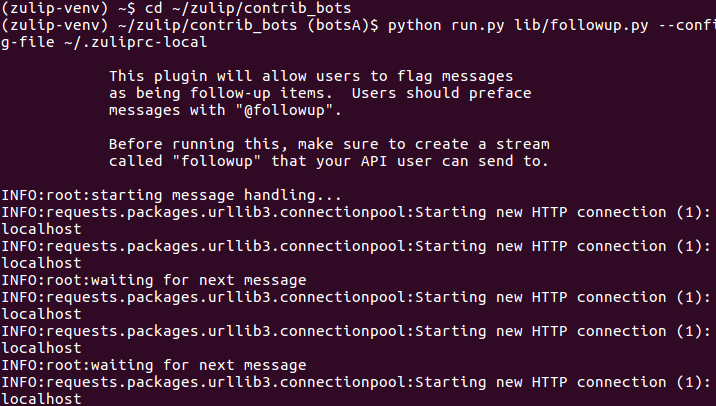 (zulip-venv) ~$ cd ~/zulip/contrib_bots
(zulip-venv) ~/zulip/contrib_bots (botsA)$ python run.py lib/followup.py --confi
g-file ~/.zuliprc-local
This plugin will allow users to flag messages
as being follow-up items.  Users should preface
messages with "@followup".
Before running this, make sure to create a stream
called "followup" that your API user can send to.
INFO:root:starting message handling...
INFO:requests.packages.urllib3.connectionpool:Starting new HTTP connection (1):
localhost
INFO:requests.packages.urllib3.connectionpool:Starting new HTTP connection (1):
localhost
INFO:root:waiting for next message
INFO:requests.packages.urllib3.connectionpool:Starting new HTTP connection (1):
localhost
INFO:requests.packages.urllib3.connectionpool:Starting new HTTP connection (1):
localhost
INFO:root:waiting for next message
INFO:requests.packages.urllib3.connectionpool:Starting new HTTP connection (1):
localhost